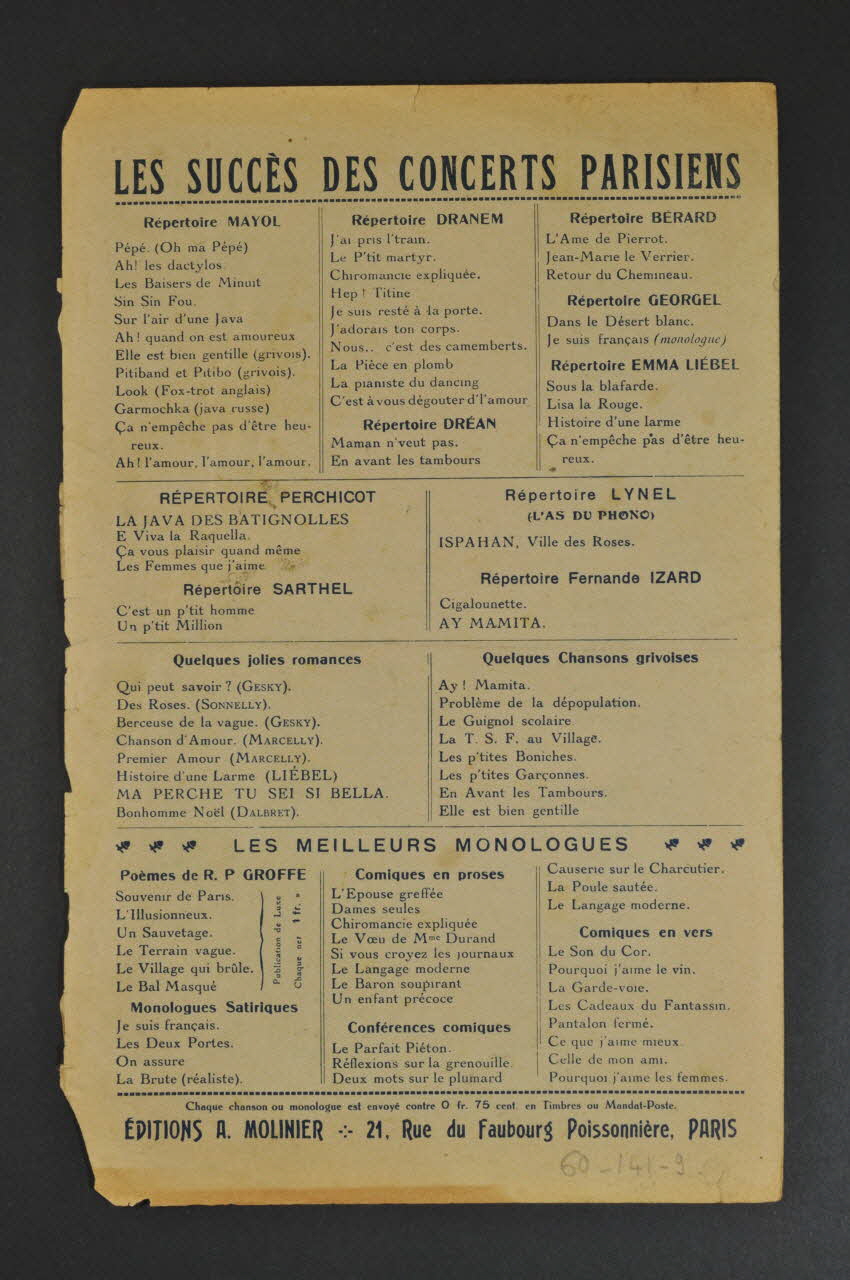 LES SUCCÈS DES CONCERTS PARISIENS
Répertoire MAYOL
Pépé. (Oh ma Pépé)
Ah! les dactylos.
Les Baisers de Minuit
Sin Sin Fou.
Sur l'air d'une Java
Ah! quand on est amoureux
Elle est bien gentille (grivois).
Pitiband et Pitibo (grivois).
Look (Fox-trot anglais)
Garmochka (java russe)
Ça n'empêche pas d'être heu-
reux.
Ah! l'amour, l'amour, l'amour.
Répertoire DRANEM
J'ai pris l'train.
Le P'tit martyr.
Chiromancie expliquée.
Hep! Titine
Je suis resté à la porte.
J'adorais ton corps.
Nous.. c'est des camemberts.
La Pièce en plomb
La pianiste du dancing
C'est à vous dégouter d'l'amour
Répertoire DRÉAN
Maman n'veut pas.
En avant les tambours
Répertoire BÉRARD
L'Ame de Pierrot.
Jean-Marie le Verrier.
Retour du Chemineau.
Répertoire GEORGEL
Dans le Désert blanc.
Je suis français (monologue)
Répertoire EMMA LIÉBEL
Sous la blafarde.
Lisa la Rouge.
Histoire d'une larme
Ça n'empêche pas d'être heu-
reux.
RÉPERTOIRE PERCHICOT
LA JAVA DES BATIGNOLLES
E Viva la Raquella.
Ça vous plaisir quand même
Les Femmes que j'aime
Répertoire SARTHEL
C'est un p'tit homme
Un p'tit Million
Répertoire LYNEL
(L'AS DU PHONO)
ISPAHAN, Ville des Roses.
Répertoire Fernande IZARD
Cigalounette.
AY MAMITA.
Quelques jolies romances
Qui peut savoir? (GESKY).
Des Roses. (SONNELLY).
Berceuse de la vague. (GESKY).
Chanson d'Amour. (MARCELLY).
Premier Amour (MARCELLY).
Histoire d'une Larme (LIÉBEL)
MA PERCHE TU SEI SI BELLA.
Bonhomme Noël (DALBRET).
Quelques Chansons grivoises
Ay! Mamita.
Problème de la dépopulation.
Le Guignol scolaire
La T. S. F. au Village.
Les p'tites Boniches.
Les p'tites Garçonnes.
En Avant les Tambours.
Elle est bien gentille
LES MEILLEURS MONOLOGUES
Poèmes de R. P GROFFE
Souvenir de Paris.
L'Illusionneux.
Un Sauvetage.
Le Terrain vague.
Le Village qui brûle.
Le Bal Masqué
Publication de Luxe
Chaque net 1 fr. »
Monologues Satiriques
Je suis français.
Les Deux Portes.
On assure
La Brute (réaliste).
Comiques en proses
L'Epouse greffée
Dames seules
Chiromancie expliquée
Le Vœu de Mme Durand
Si vous croyez les journaux
Le Langage moderne
Le Baron soupirant
Un enfant précoce
Conférences comiques
Le Parfait Piéton.
Réflexions sur la grenouille.
Deux mots sur le plumard
Causerie sur le Charcutier.
La Poule sautée.
Le Langage moderne.
Comiques en vers
Le Son du Cor.
Pourquoi j'aime le vin.
La Garde-voie.
Les Cadeaux du Fantassin.
Pantalon fermé.
Ce que j'aime mieux.
Celle de mon ami.
Pourquoi j'aime les femmes.
Chaque chanson ou monologue est envoyé contre 0 fr. 75 cent. en Timbres ou Mandat-Poste.
ÉDITIONS A. MOLINIER -:- 21, Rue du Faubourg Poissonnière, PARIS
60-141-9